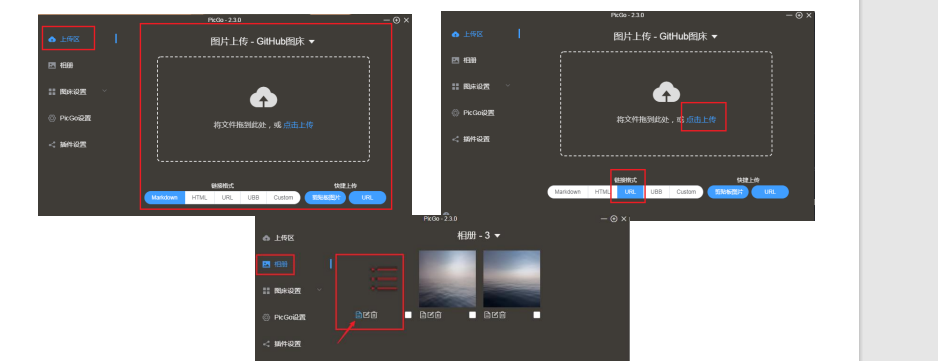 PicGo - 2.3.0
上传区
图片上传 - GitHub图床
相册
图床设置
PicGo设置
插件设置
将文件拖到此处，或 点击上传
链接格式
快捷上传
Markdown HTML URL UBB Custom 剪贴板图片 URL
PicGo - 2.3.0
上传区
图片上传 - GitHub图床
相册
图床设置
PicGo设置
插件设置
将文件拖到此处，或 点击上传
链接格式
快捷上传
Markdown HTML URL UBB Custom 剪贴板图片 URL
PicGo - 2.3.0
上传区
相册 - 3
相册
图床设置
PicGo设置
插件设置